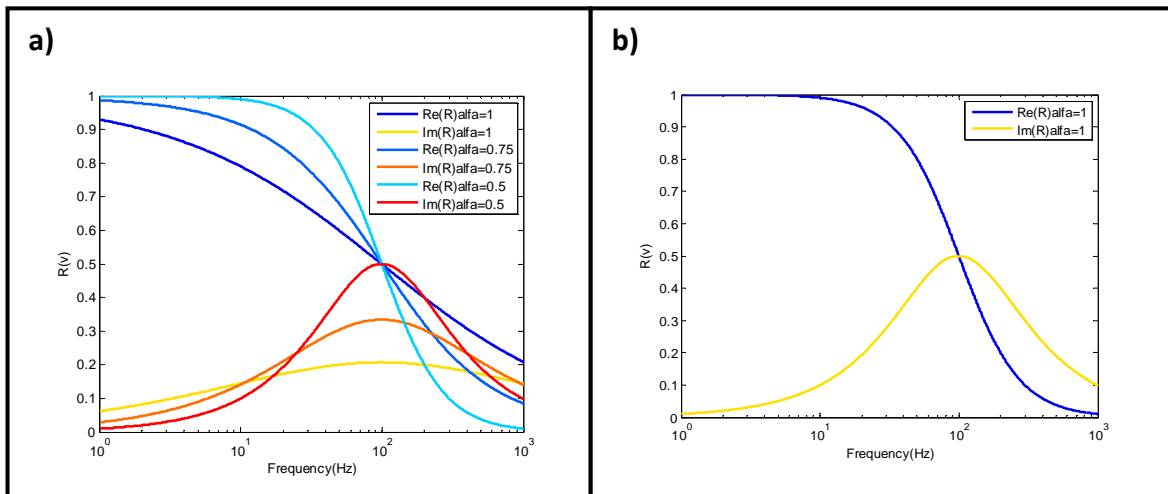 a)
1
0.9
0.8
0.7
0.6
0.5
0.4
0.3
0.2
0.1
0
R(v)
Re(R)alfa=1
Im(R)alfa=1
Re(R)alfa=0.75
Im(R)alfa=0.75
Re(R)alfa=0.5
Im(R)alfa=0.5
10^0 10^1 10^2 10^3
Frequency(Hz)
b)
1
0.9
0.8
0.7
0.6
0.5
0.4
0.3
0.2
0.1
0
R(v)
Re(R)alfa=1
Im(R)alfa=1
10^0 10^1 10^2 10^3
Frequency(Hz)